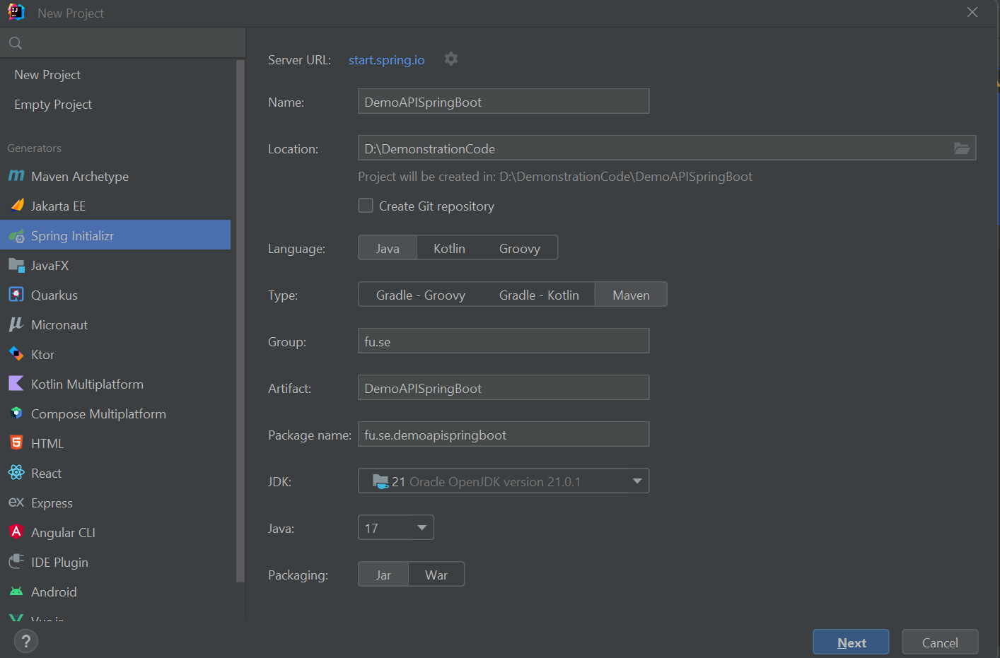 New Project
New Project
Empty Project
Generators
Maven Archetype
Jakarta EE
Spring Initializr
JavaFX
Quarkus
Micronaut
Ktor
Kotlin Multiplatform
Compose Multiplatform
HTML
React
Express
Angular CLI
IDE Plugin
Android
Vue.js
Server URL: start.spring.io
Name: DemoAPISpringBoot
Location: D:\DemonstrationCode
Project will be created in: D:\DemonstrationCode\DemoAPISpringBoot
Create Git repository
Language: Java Kotlin Groovy
Type: Gradle - Groovy Gradle - Kotlin Maven
Group: fu.se
Artifact: DemoAPISpringBoot
Package name: fu.se.demoapispringboot
JDK: 21 Oracle OpenJDK version 21.0.1
Java: 17
Packaging: Jar War
? Next Cancel